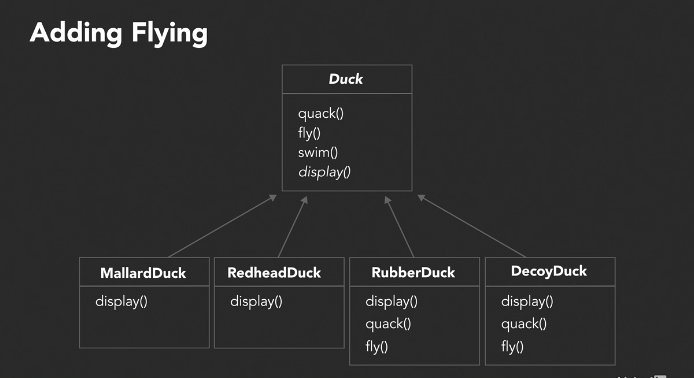 Adding Flying
Duck
quack()
fly()
swim()
display()
MallardDuck
display()
RedheadDuck
display()
RubberDuck
display()
quack()
fly()
DecoyDuck
display()
quack()
fly()